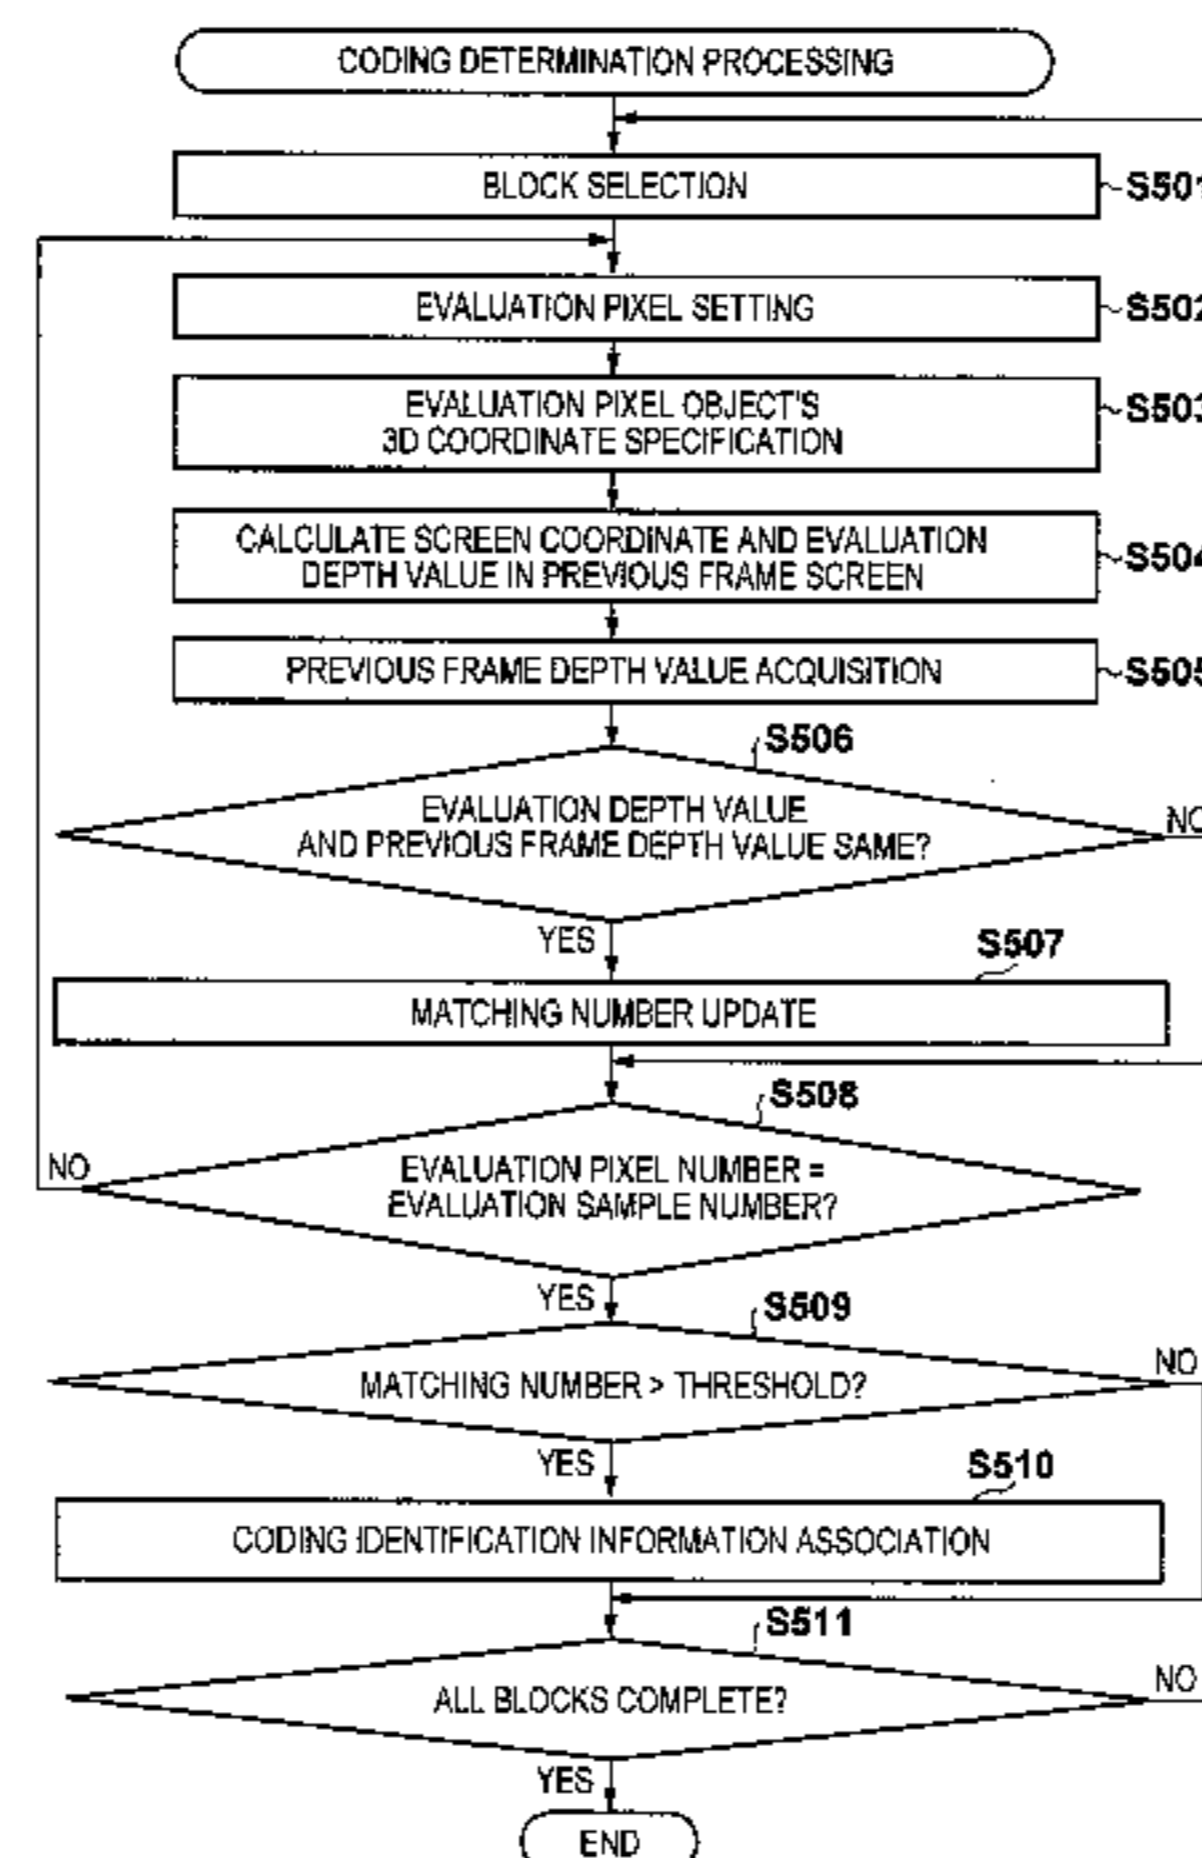 CODING DETERMINATION PROCESSING
BLOCK SELECTION
S501
EVALUATION PIXEL SETTING
S502
EVALUATION PIXEL OBJECT'S
3D COORDINATE SPECIFICATION
S503
CALCULATE SCREEN COORDINATE AND EVALUATION
DEPTH VALUE IN PREVIOUS FRAME SCREEN
S504
PREVIOUS FRAME DEPTH VALUE ACQUISITION
S505
S506
EVALUATION DEPTH VALUE
AND PREVIOUS FRAME DEPTH VALUE SAME?
NO
YES
S507
MATCHING NUMBER UPDATE
S508
NO
EVALUATION PIXEL NUMBER =
EVALUATION SAMPLE NUMBER?
YES
S509
NO
MATCHING NUMBER > THRESHOLD?
YES
S510
CODING IDENTIFICATION INFORMATION ASSOCIATION
S511
NO
ALL BLOCKS COMPLETE?
YES
END